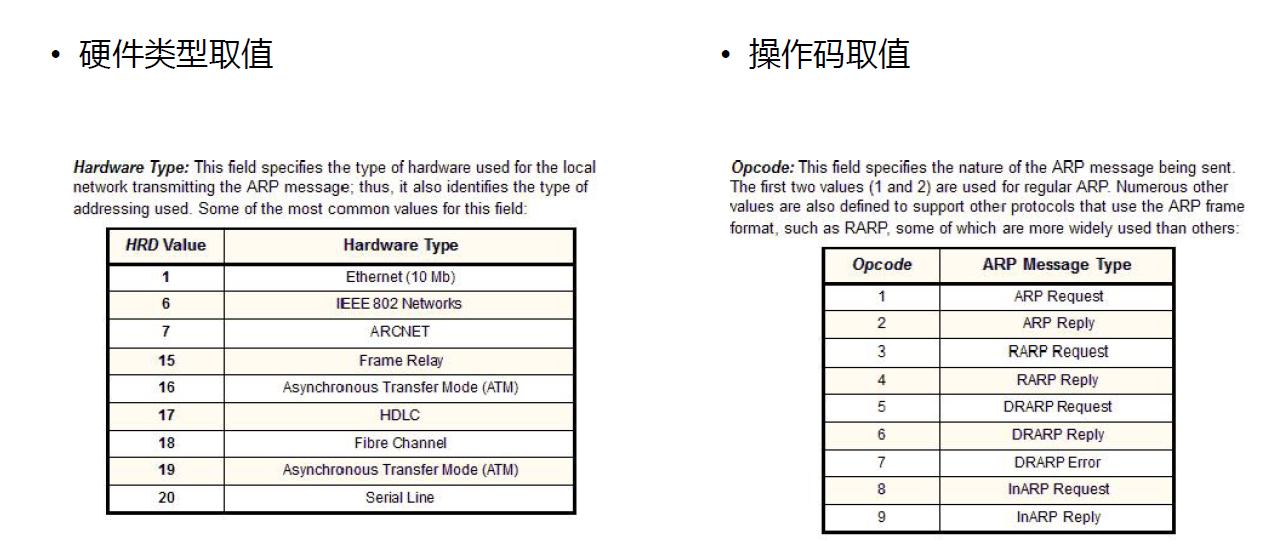 • 硬件类型取值
Hardware Type: This field specifies the type of hardware used for the local
network transmitting the ARP message; thus, it also identifies the type of
addressing used. Some of the most common values for this field:
HRD Value Hardware Type
1 Ethernet (10 Mb)
6 IEEE 802 Networks
7 ARCNET
15 Frame Relay
16 Asynchronous Transfer Mode (ATM)
17 HDLC
18 Fibre Channel
19 Asynchronous Transfer Mode (ATM)
20 Serial Line
• 操作码取值
Opcode: This field specifies the nature of the ARP message being sent.
The first two values (1 and 2) are used for regular ARP. Numerous other
values are also defined to support other protocols that use the ARP frame
format, such as RARP, some of which are more widely used than others:
Opcode ARP Message Type
1 ARP Request
2 ARP Reply
3 RARP Request
4 RARP Reply
5 DRARP Request
6 DRARP Reply
7 DRARP Error
8 InARP Request
9 InARP Reply